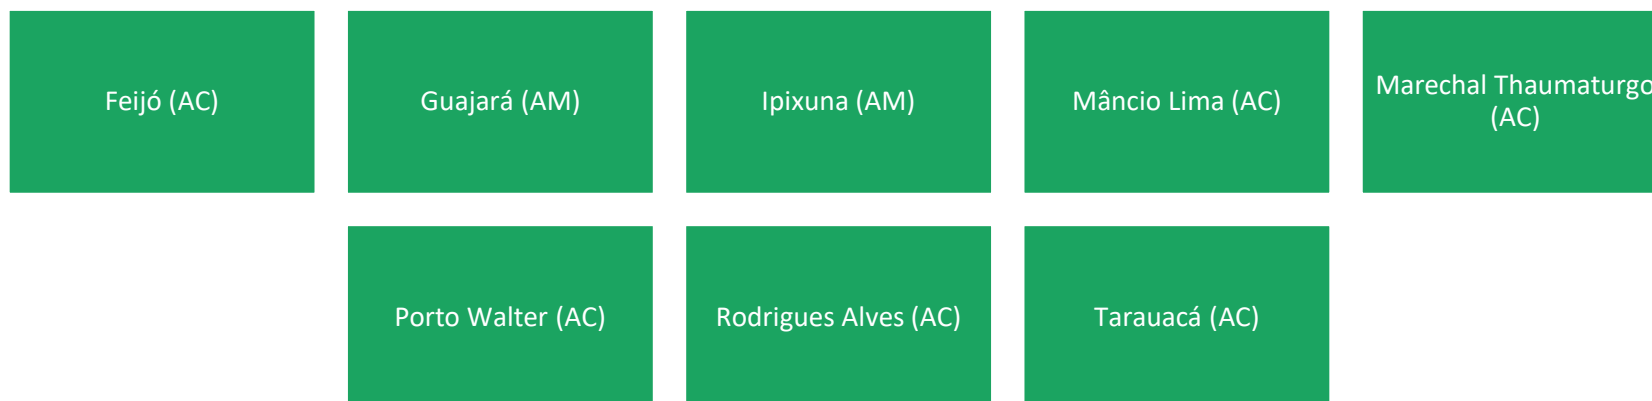 Feijó (AC)
Guajará (AM)
Ipixuna (AM)
Mâncio Lima (AC)
Marechal Thaumaturgo
(AC)
Porto Walter (AC)
Rodrigues Alves (AC)
Tarauacá (AC)